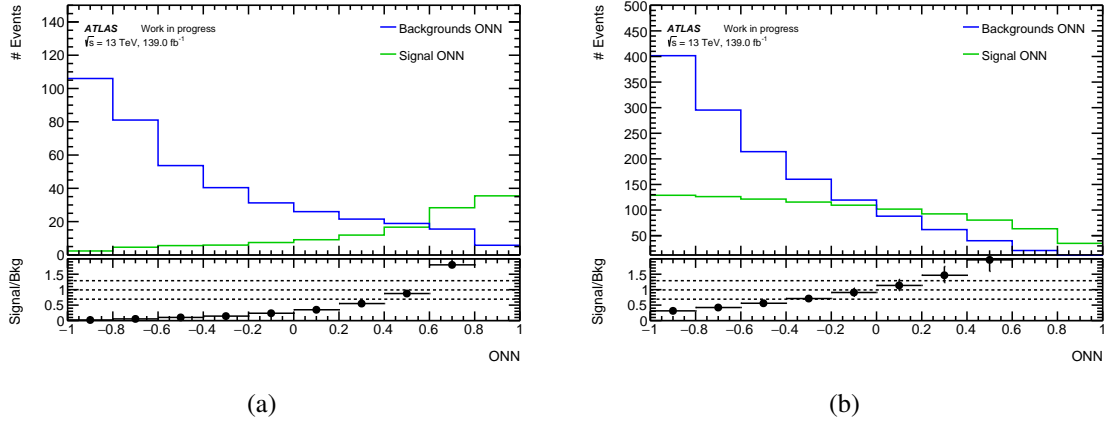 # Events
140
120
100
80
60
40
20
0
ATLAS Work in progress
√s = 13 TeV, 139.0 fb⁻¹
Backgrounds ONN
Signal ONN
Signal/Bkg
1.5
1
0.5
0
−1 −0.8 −0.6 −0.4 −0.2 0 0.2 0.4 0.6 0.8 1
ONN
(a)
# Events
500
450
400
350
300
250
200
150
100
50
ATLAS Work in progress
√s = 13 TeV, 139.0 fb⁻¹
Backgrounds ONN
Signal ONN
Signal/Bkg
1.5
1
0.5
0
−1 −0.8 −0.6 −0.4 −0.2 0 0.2 0.4 0.6 0.8 1
ONN
(b)